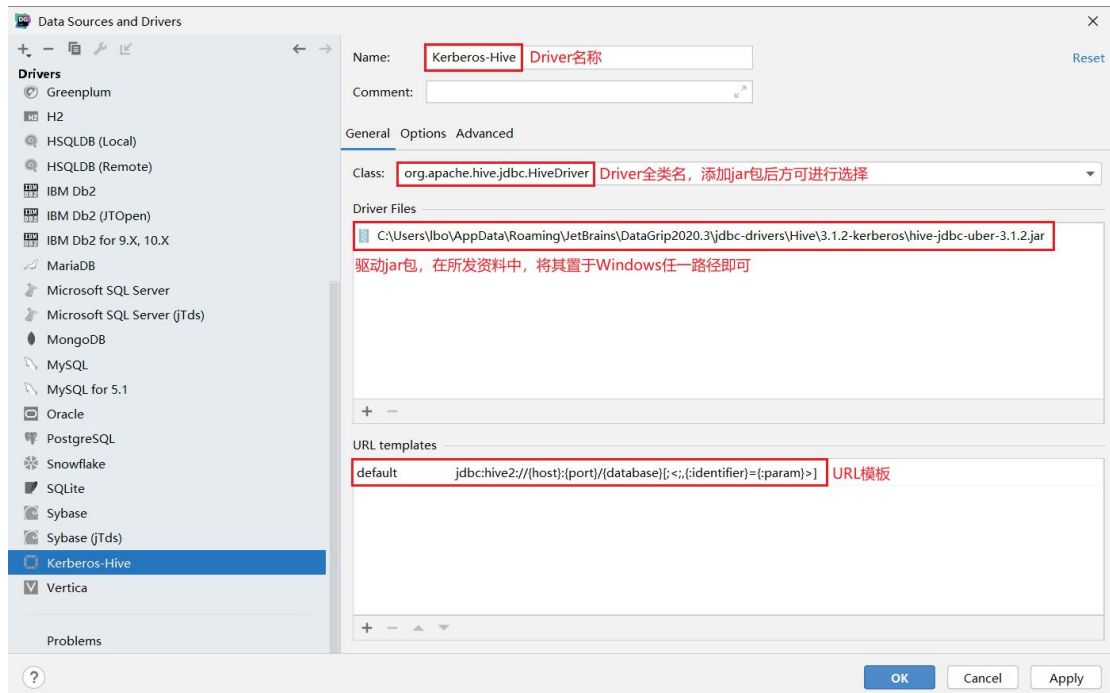 Data Sources and Drivers
Drivers
Greenplum
H2
HSQLDB (Local)
HSQLDB (Remote)
IBM Db2
IBM Db2 (JTOpen)
IBM Db2 for 9.X, 10.X
MariaDB
Microsoft SQL Server
Microsoft SQL Server (jTds)
MongoDB
MySQL
MySQL for 5.1
Oracle
PostgreSQL
Snowflake
SQLite
Sybase
Sybase (jTds)
Kerberos-Hive
Vertica
Problems
Name: Kerberos-Hive Driver名称
Reset
Comment:
General Options Advanced
Class: org.apache.hive.jdbc.HiveDriver Driver全类名，添加jar包后方可进行选择
Driver Files
C:\Users\lbo\AppData\Roaming\JetBrains\DataGrip2020.3\jdbc-drivers\Hive\3.1.2-kerberos\hive-jdbc-uber-3.1.2.jar
驱动jar包，在所发资料中，将其置于Windows任一路径即可
URL templates
default jdbc:hive2://{host}:{port}/{database}[;<;,{:identifier}={:param}>] URL模板
? OK Cancel Apply